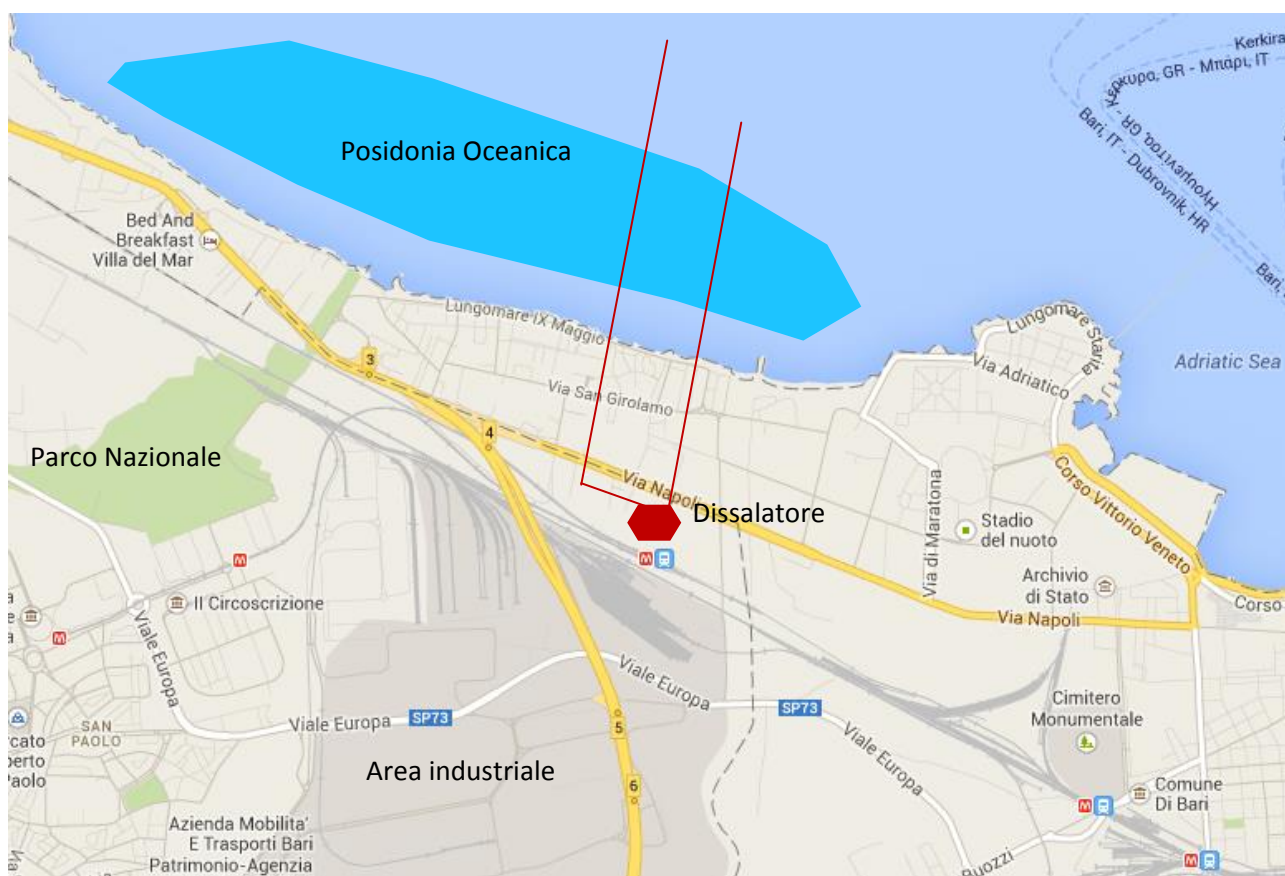 Kerkira
Κέρκυρα, GR - Μπάρι, IT
Bari, IT - Dubrovnik, HR
Bari,
Posidonia Oceanica
Bed And
Breakfast
Villa del Mar
Lungomare IX Maggio
Lungomare Starita
Via Adriatico
Adriatic Sea
3
Via San Girolamo
4
Parco Nazionale
Via Napoli
Dissalatore
Via di Maratona
Stadio
del nuoto
Corso Vittorio Veneto
M
Archivio
di Stato
Corso
II Circoscrizione
M
M
Via Napoli
Viale Europa
Viale Europa
Cimitero
Monumentale
SAN
PAOLO
Viale Europa
SP73
5
SP73
Viale Europa
Area industriale
6
Comune
Di Bari
M
Azienda Mobilita'
E Trasporti Bari
Patrimonio-Agenzia
Buozzi
M